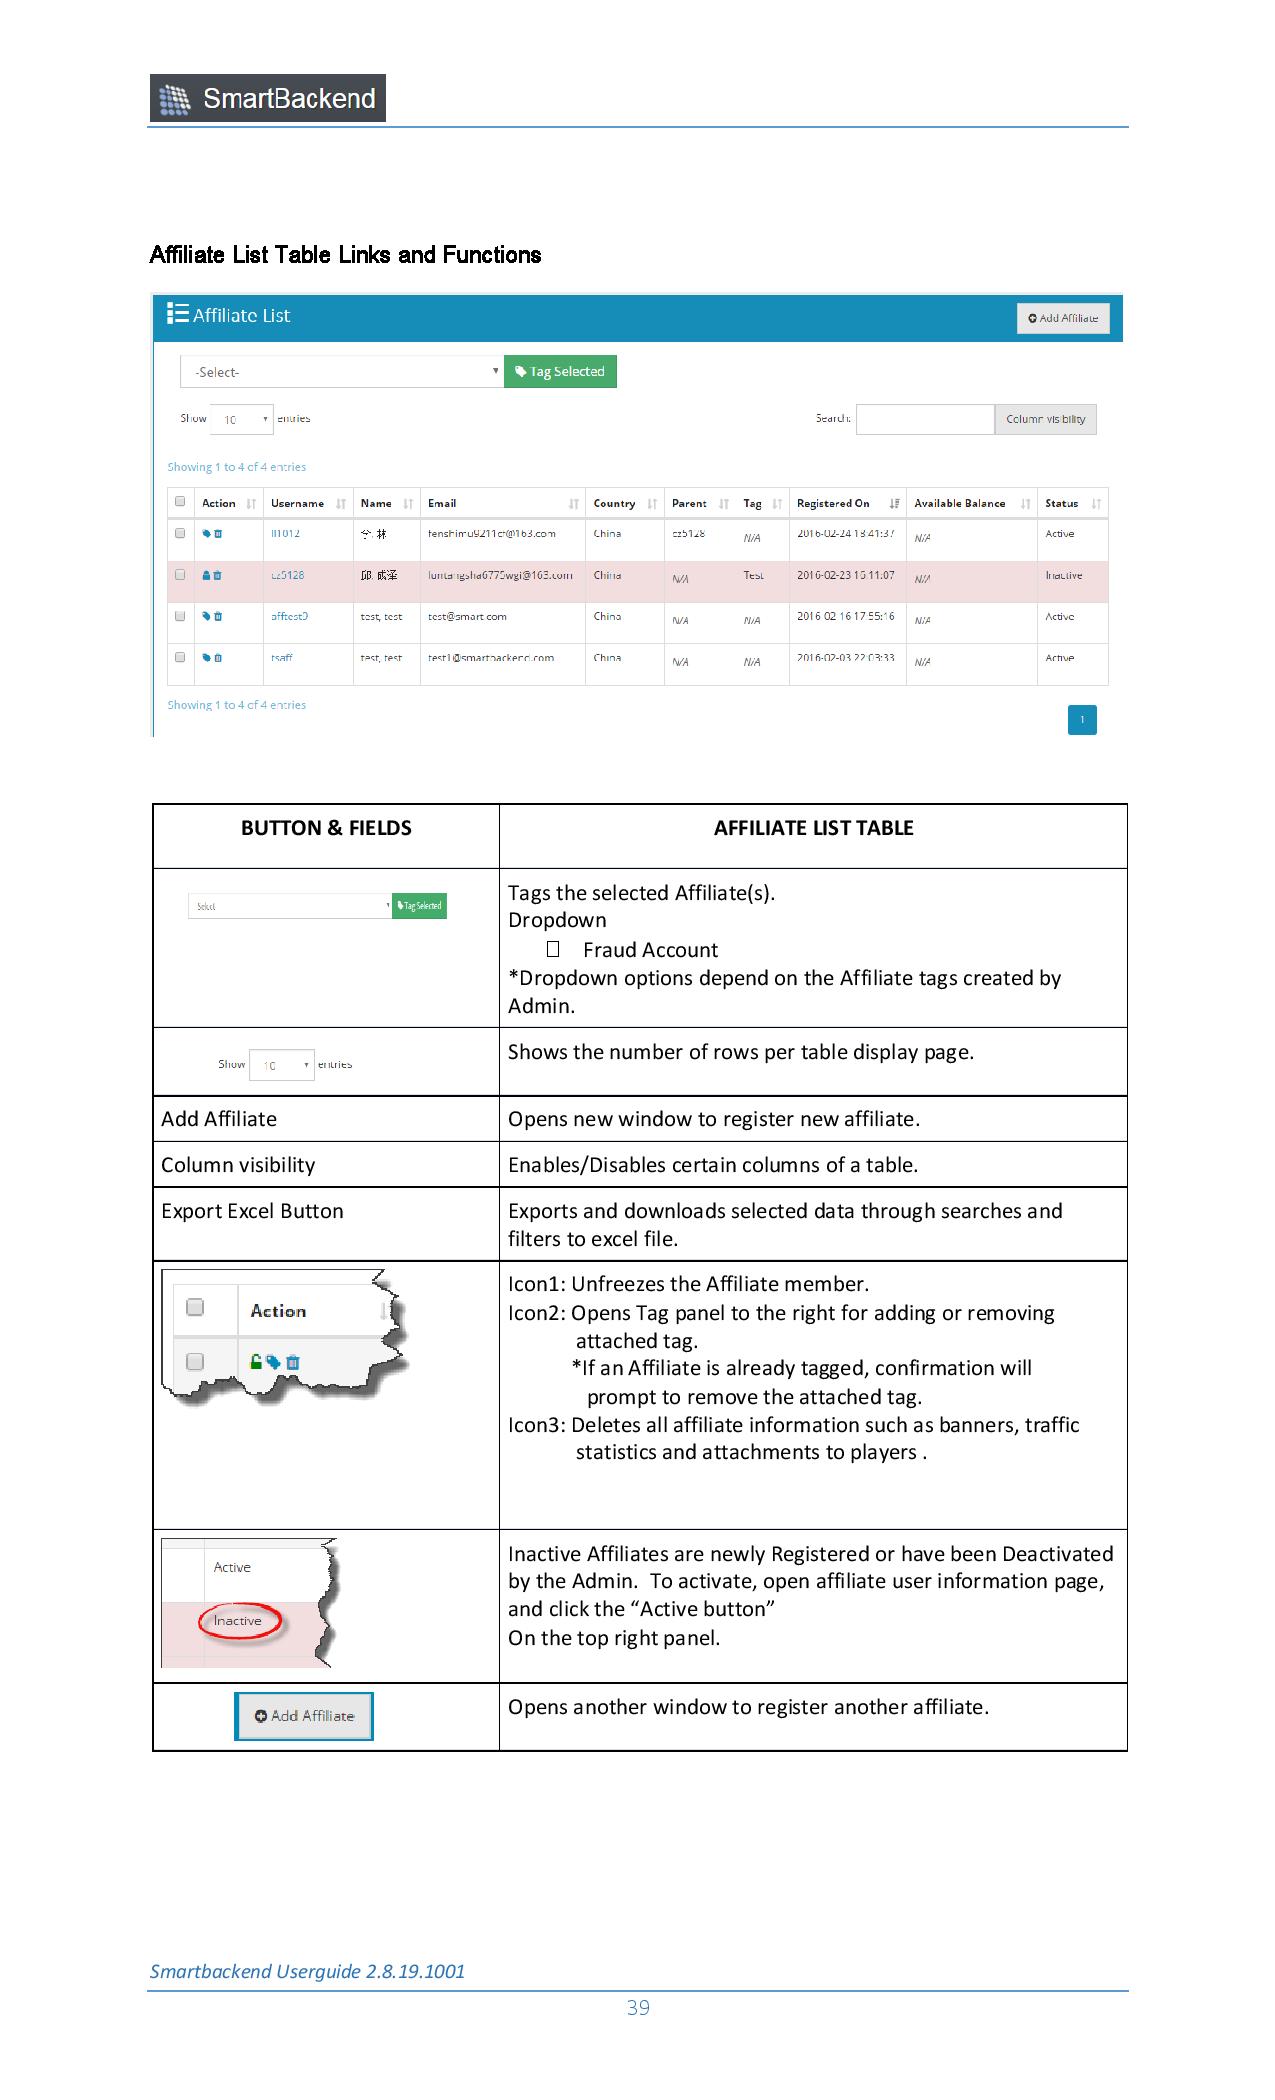 SmartBackend
Affiliate List Table Links and Functions
Affiliate List
Add Affiliate
-Select-
Tag Selected
Show 10 entries
Search: Column visibility
Showing 1 to 4 of 4 entries
Action Username Name Email Country Parent Tag Registered On Available Balance Status
ll1012 fenshimu9211cf@163.com China cz5128 N/A 2016-02-24 18:41:37 N/A Active
cz5128 邱, 成泽 luntangsha6775wgi@163.com China N/A Test 2016-02-23 16:11:07 N/A Inactive
afftest9 test, test test@smart.com China N/A N/A 2016-02-16 17:55:16 N/A Active
tsaff test, test test1@smartbackend.com China N/A N/A 2016-02-03 22:03:33 N/A Active
Showing 1 to 4 of 4 entries
1
BUTTON & FIELDS AFFILIATE LIST TABLE
Select Tag Selected
Tags the selected Affiliate(s).
Dropdown
Fraud Account
*Dropdown options depend on the Affiliate tags created by
Admin.
Show 10 entries
Shows the number of rows per table display page.
Add Affiliate
Opens new window to register new affiliate.
Column visibility
Enables/Disables certain columns of a table.
Export Excel Button
Exports and downloads selected data through searches and
filters to excel file.
Action
Icon1: Unfreezes the Affiliate member.
Icon2: Opens Tag panel to the right for adding or removing
attached tag.
*If an Affiliate is already tagged, confirmation will
prompt to remove the attached tag.
Icon3: Deletes all affiliate information such as banners, traffic
statistics and attachments to players .
Active
Inactive
Inactive Affiliates are newly Registered or have been Deactivated
by the Admin. To activate, open affiliate user information page,
and click the “Active button”
On the top right panel.
Add Affiliate
Opens another window to register another affiliate.
Smartbackend Userguide 2.8.19.1001
39